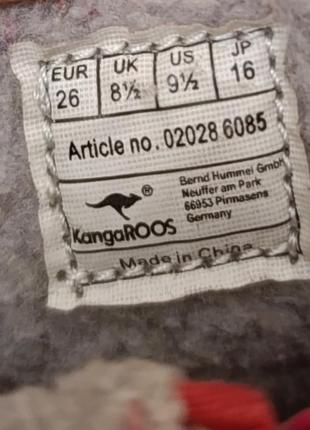 EUR UK US JP
26 8½ 9½ 16
Article no. 02028 6085
KangaROOS ®
Bernd Hummel GmbH
Neuffer am Park
66953 Pirmasens
Germany
Made in China